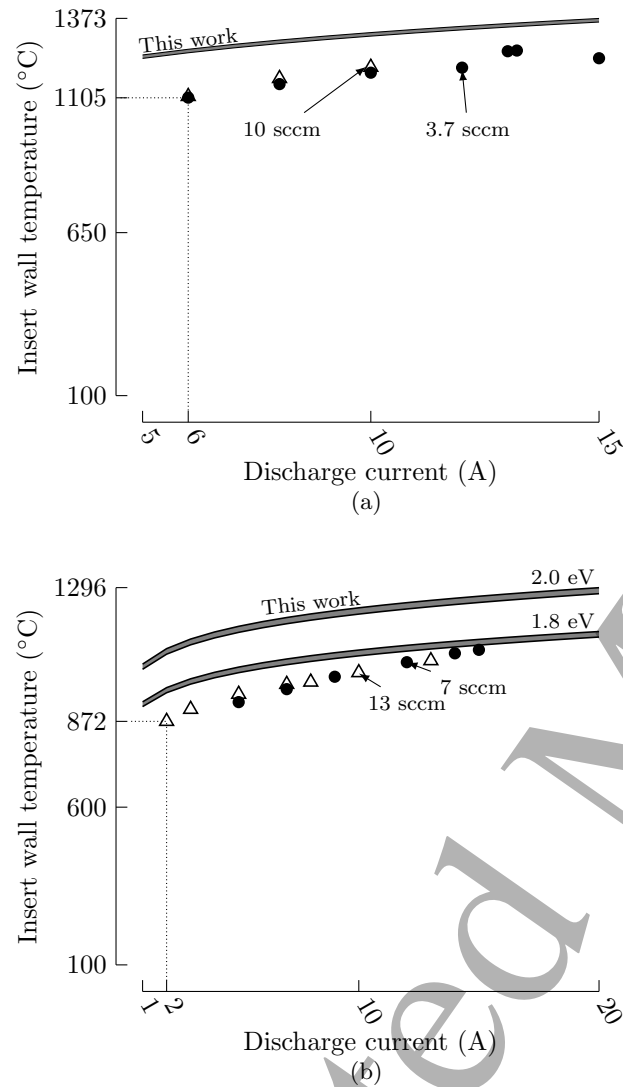 1373
This work
1105
10 sccm
3.7 sccm
650
100
Insert wall temperature (°C)
5
6
10
15
Discharge current (A)
(a)
1296
2.0 eV
This work
1.8 eV
872
13 sccm
7 sccm
600
100
Insert wall temperature (°C)
1
2
10
20
Discharge current (A)
(b)
ted